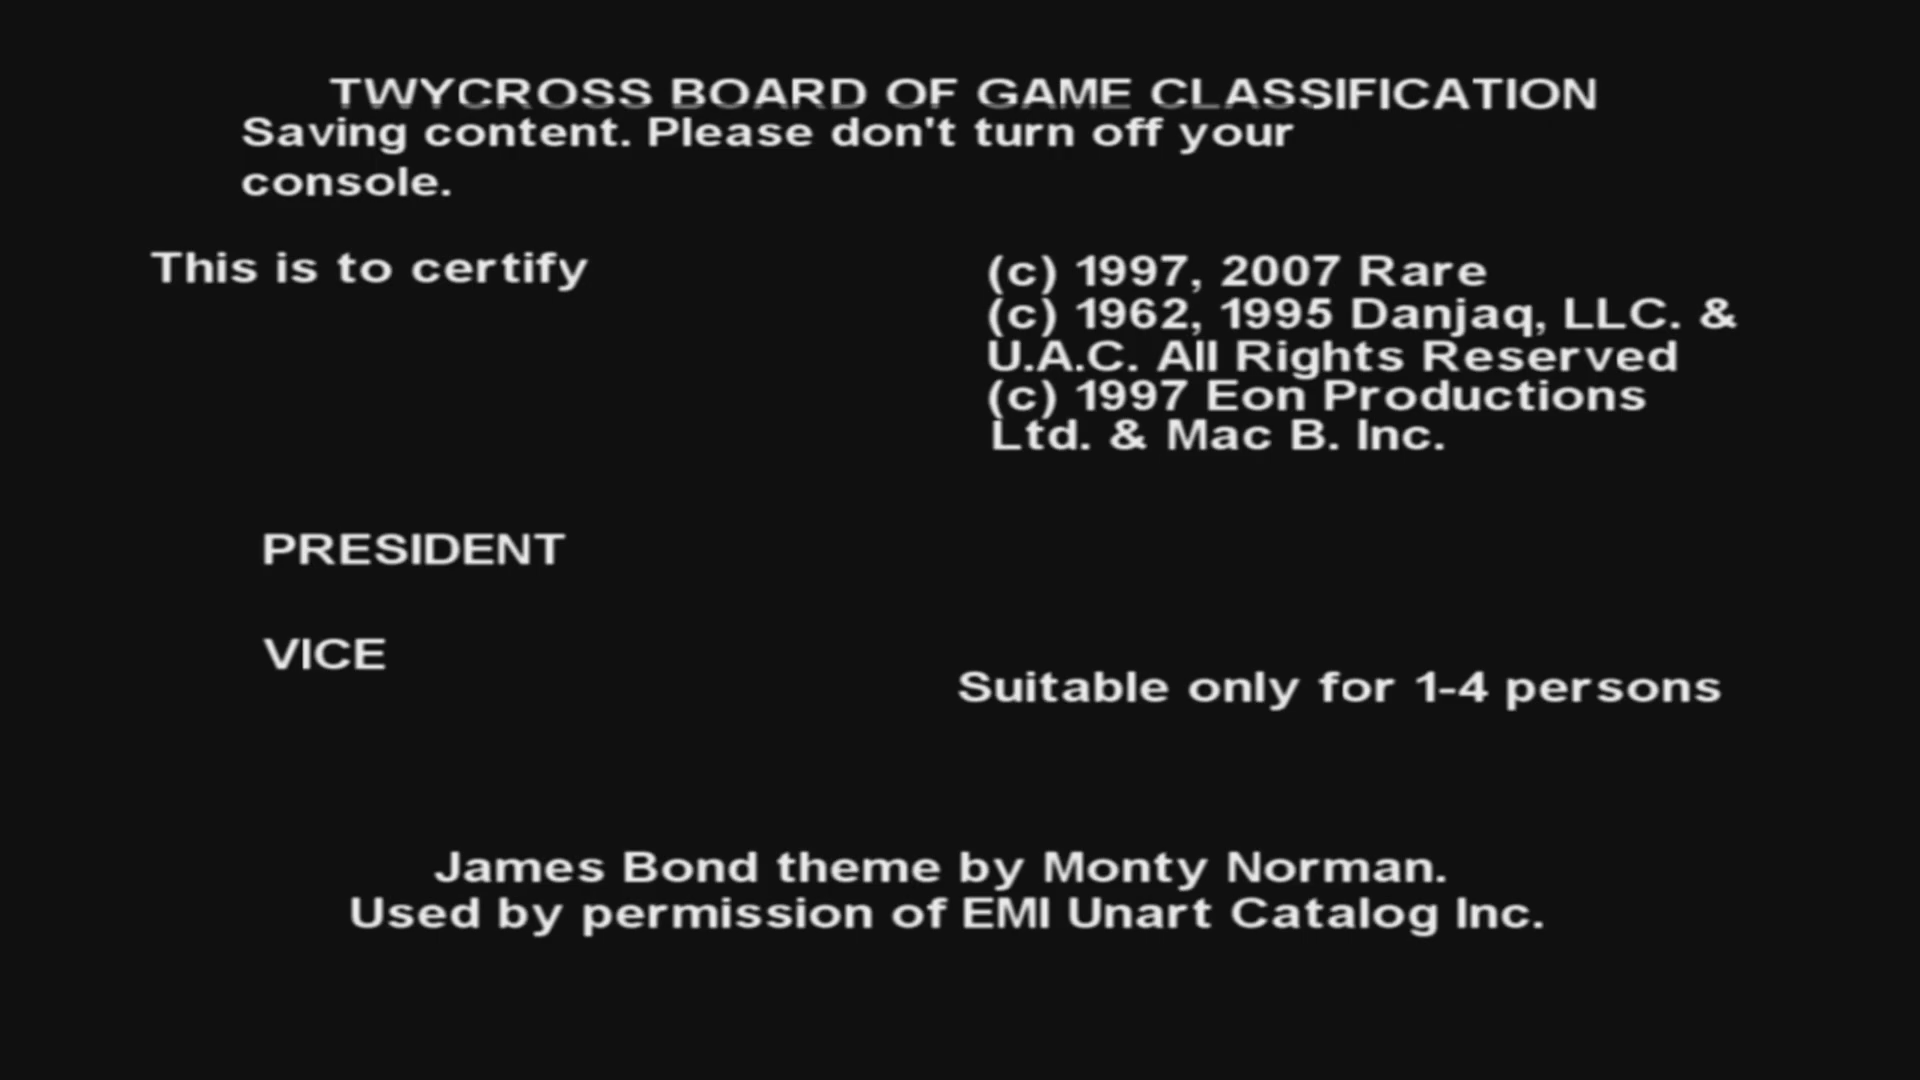 TWYCROSS BOARD OF GAME CLASSIFICATION
Saving content. Please don't turn off your
console.
This is to certify
(c) 1997, 2007 Rare
(c) 1962, 1995 Danjaq, LLC. &
U.A.C. All Rights Reserved
(c) 1997 Eon Productions
Ltd. & Mac B. Inc.
PRESIDENT
VICE
Suitable only for 1-4 persons
James Bond theme by Monty Norman.
Used by permission of EMI Unart Catalog Inc.